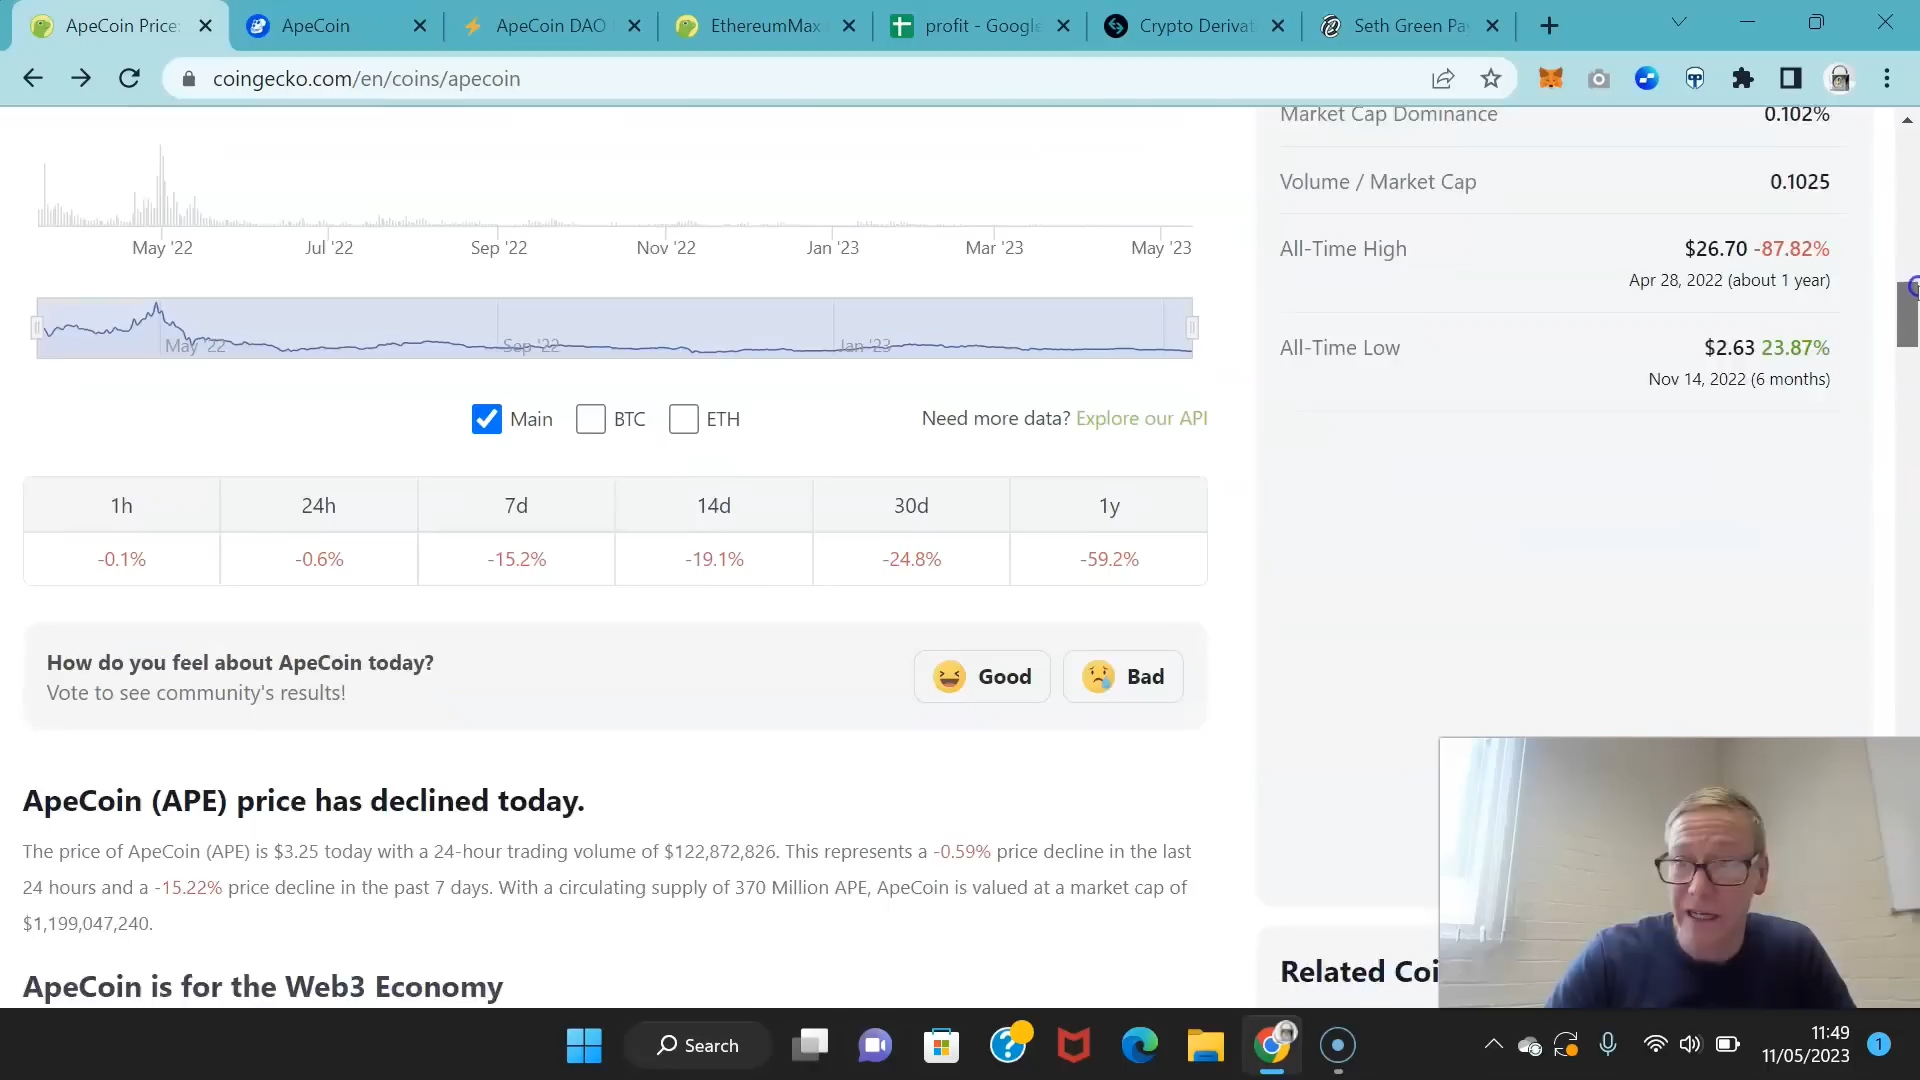 ApeCoin Price:
ApeCoin
ApeCoin DAO
EthereumMax
profit - Google
Crypto Derivat
Seth Green Pa
coingecko.com/en/coins/apecoin
Market Cap Dominance 0.102%
Volume / Market Cap 0.1025
All-Time High $26.70 -87.82%
Apr 28, 2022 (about 1 year)
All-Time Low $2.63 23.87%
Nov 14, 2022 (6 months)
May '22 Jul '22 Sep '22 Nov '22 Jan '23 Mar '23 May '23
May '22 Sep '22 Jan '23
Main BTC ETH Need more data? Explore our API
1h 24h 7d 14d 30d 1y
-0.1% -0.6% -15.2% -19.1% -24.8% -59.2%
How do you feel about ApeCoin today?
Vote to see community's results!
Good Bad
ApeCoin (APE) price has declined today.
The price of ApeCoin (APE) is $3.25 today with a 24-hour trading volume of $122,872,826. This represents a -0.59% price decline in the last
24 hours and a -15.22% price decline in the past 7 days. With a circulating supply of 370 Million APE, ApeCoin is valued at a market cap of
$1,199,047,240.
ApeCoin is for the Web3 Economy
Related Coi
Search
11:49
11/05/2023
1